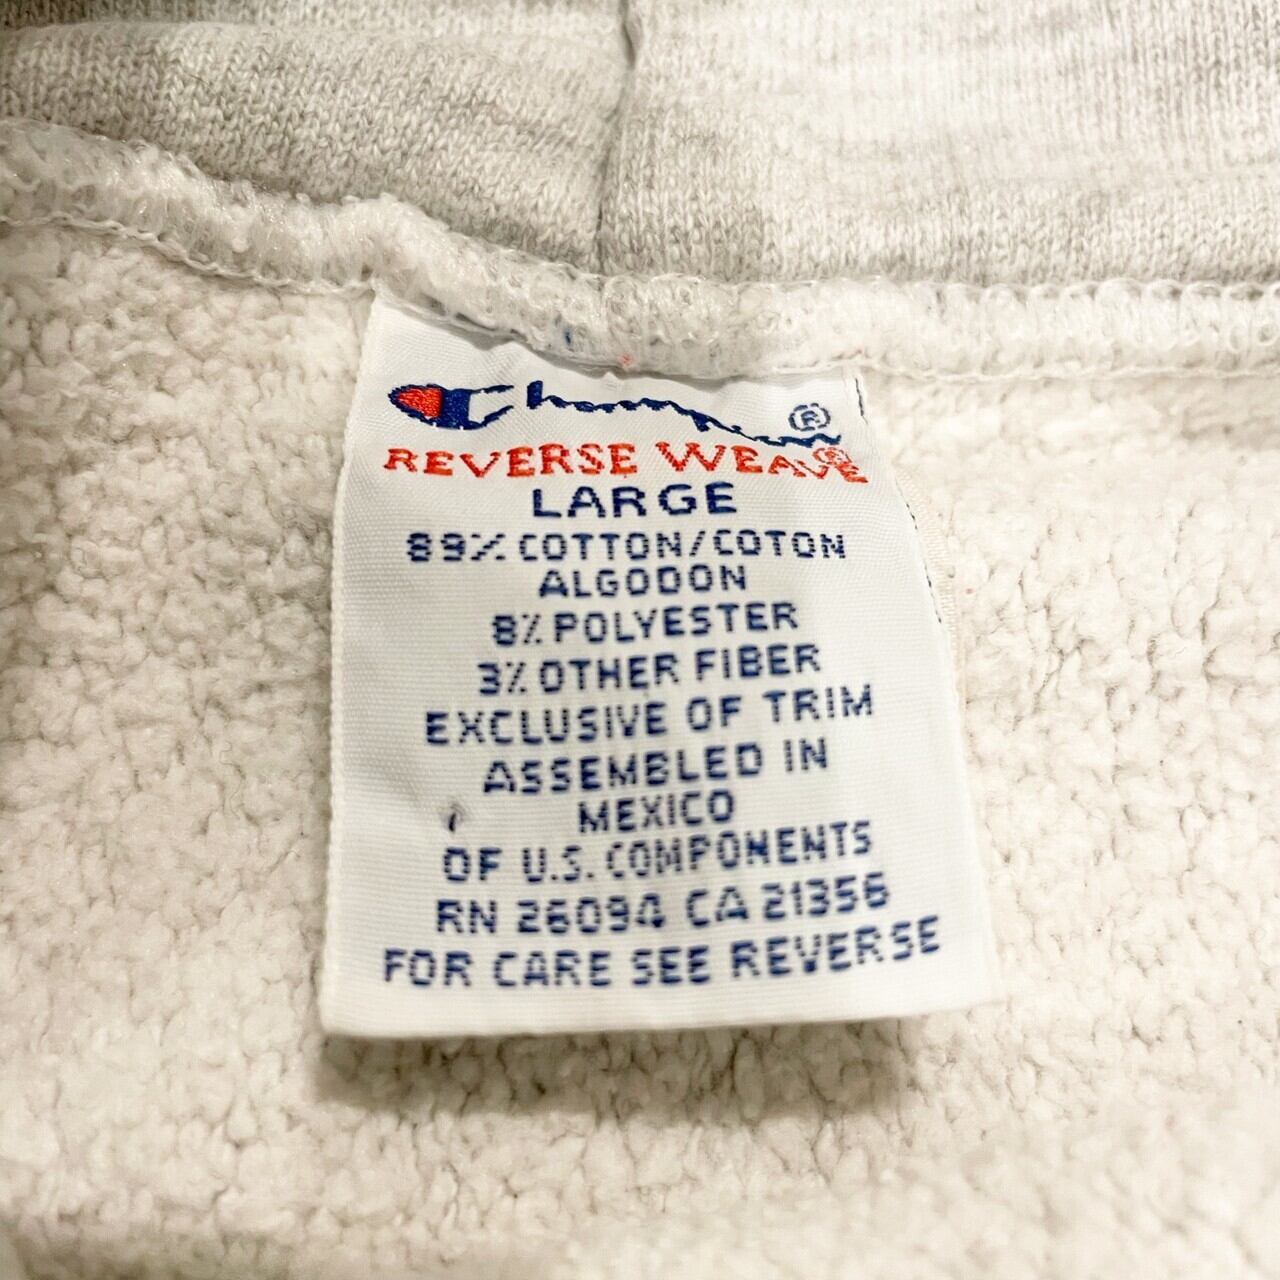 Champion®
REVERSE WEAVE®
LARGE
89% COTTON/COTON
ALGODON
8% POLYESTER
3% OTHER FIBER
EXCLUSIVE OF TRIM
ASSEMBLED IN
MEXICO
OF U.S. COMPONENTS
RN 26094 CA 21356
FOR CARE SEE REVERSE